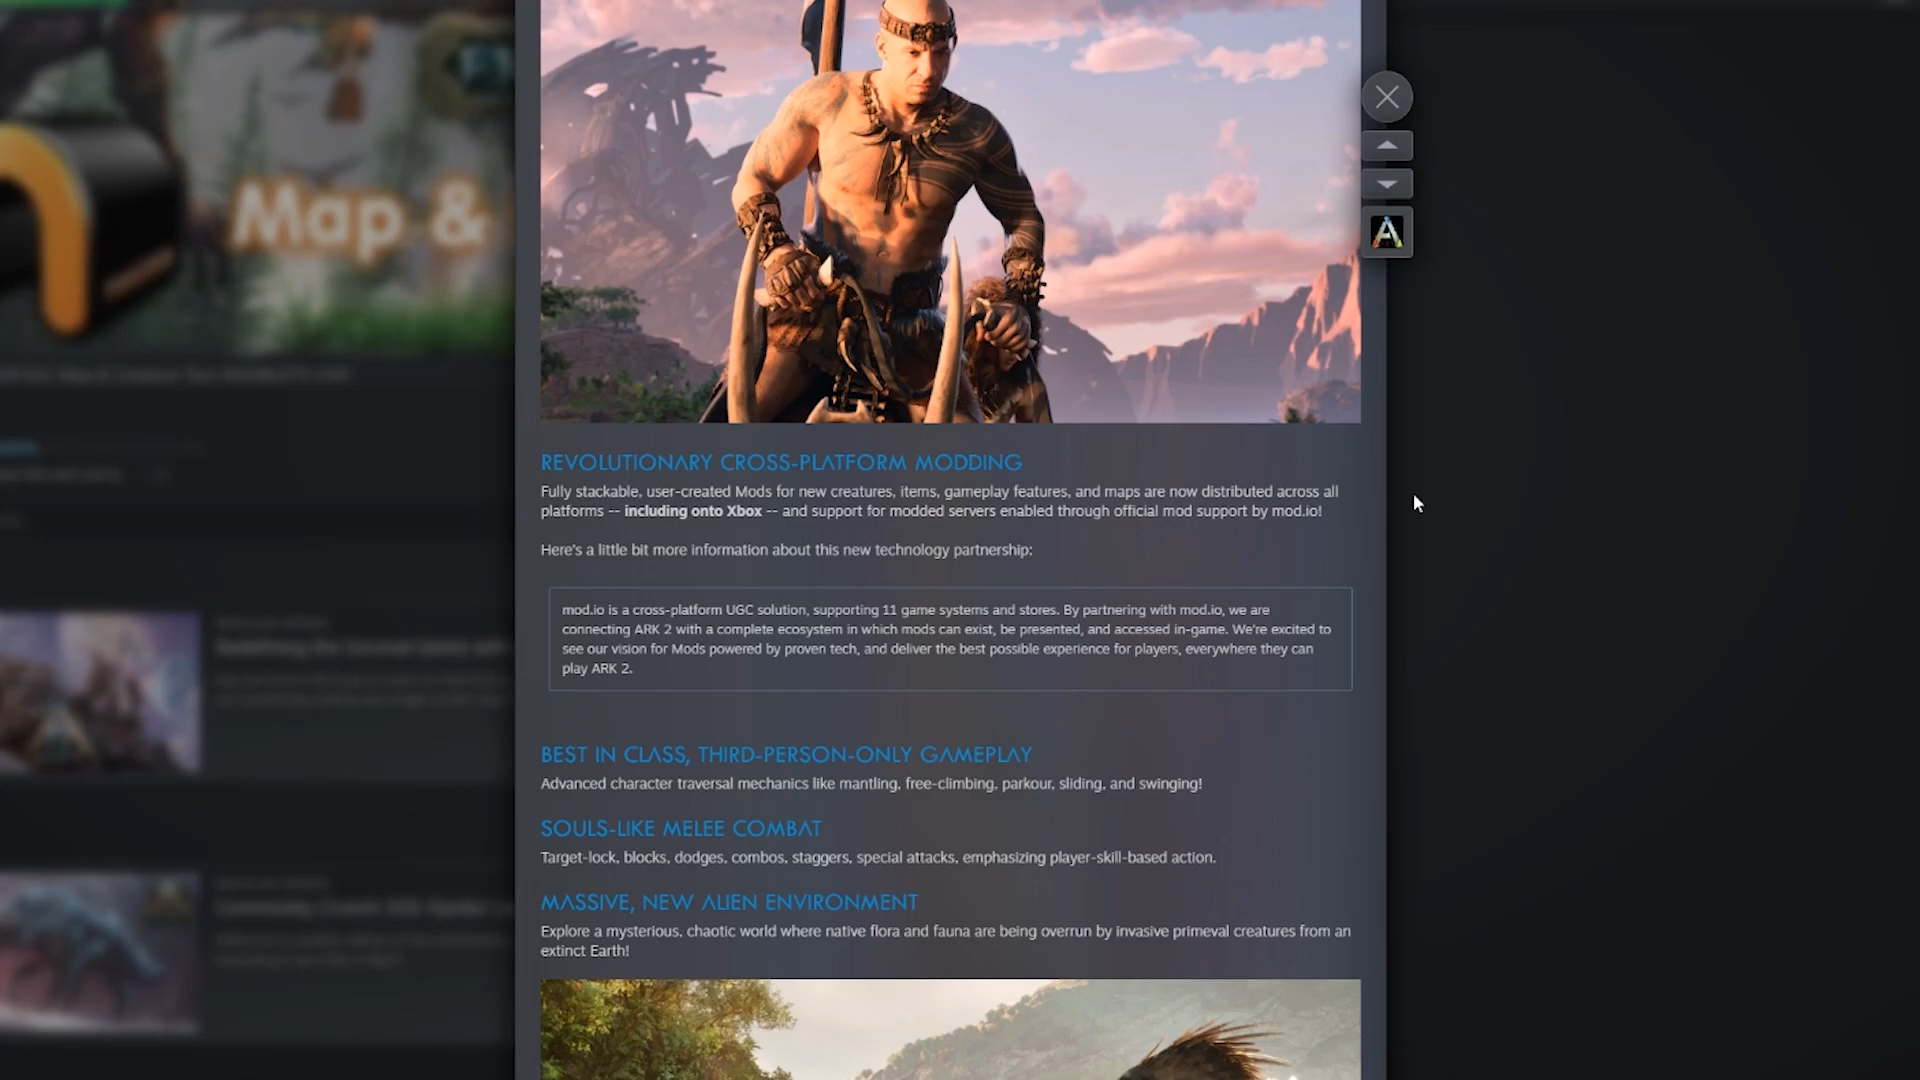 Map &
REVOLUTIONARY CROSS-PLATFORM MODDING
Fully stackable, user-created Mods for new creatures, items, gameplay features, and maps are now distributed across all
platforms -- including onto Xbox -- and support for modded servers enabled through official mod support by mod.io!
Here's a little bit more information about this new technology partnership:
mod.io is a cross-platform UGC solution, supporting 11 game systems and stores. By partnering with mod.io, we are
connecting ARK 2 with a complete ecosystem in which mods can exist, be presented, and accessed in-game. We're excited to
see our vision for Mods powered by proven tech, and deliver the best possible experience for players, everywhere they can
play ARK 2.
BEST IN CLASS, THIRD-PERSON-ONLY GAMEPLAY
Advanced character traversal mechanics like mantling, free-climbing, parkour, sliding, and swinging!
SOULS-LIKE MELEE COMBAT
Target-lock, blocks, dodges, combos, staggers, special attacks, emphasizing player-skill-based action.
MASSIVE, NEW ALIEN ENVIRONMENT
Explore a mysterious, chaotic world where native flora and fauna are being overrun by invasive primeval creatures from an
extinct Earth!